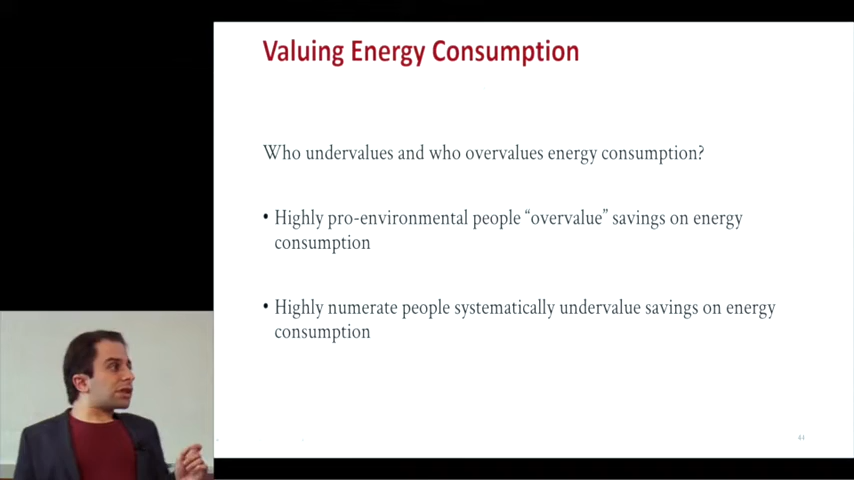 Valuing Energy Consumption
Who undervalues and who overvalues energy consumption?
• Highly pro-environmental people “overvalue” savings on energy
consumption
• Highly numerate people systematically undervalue savings on energy
consumption
44